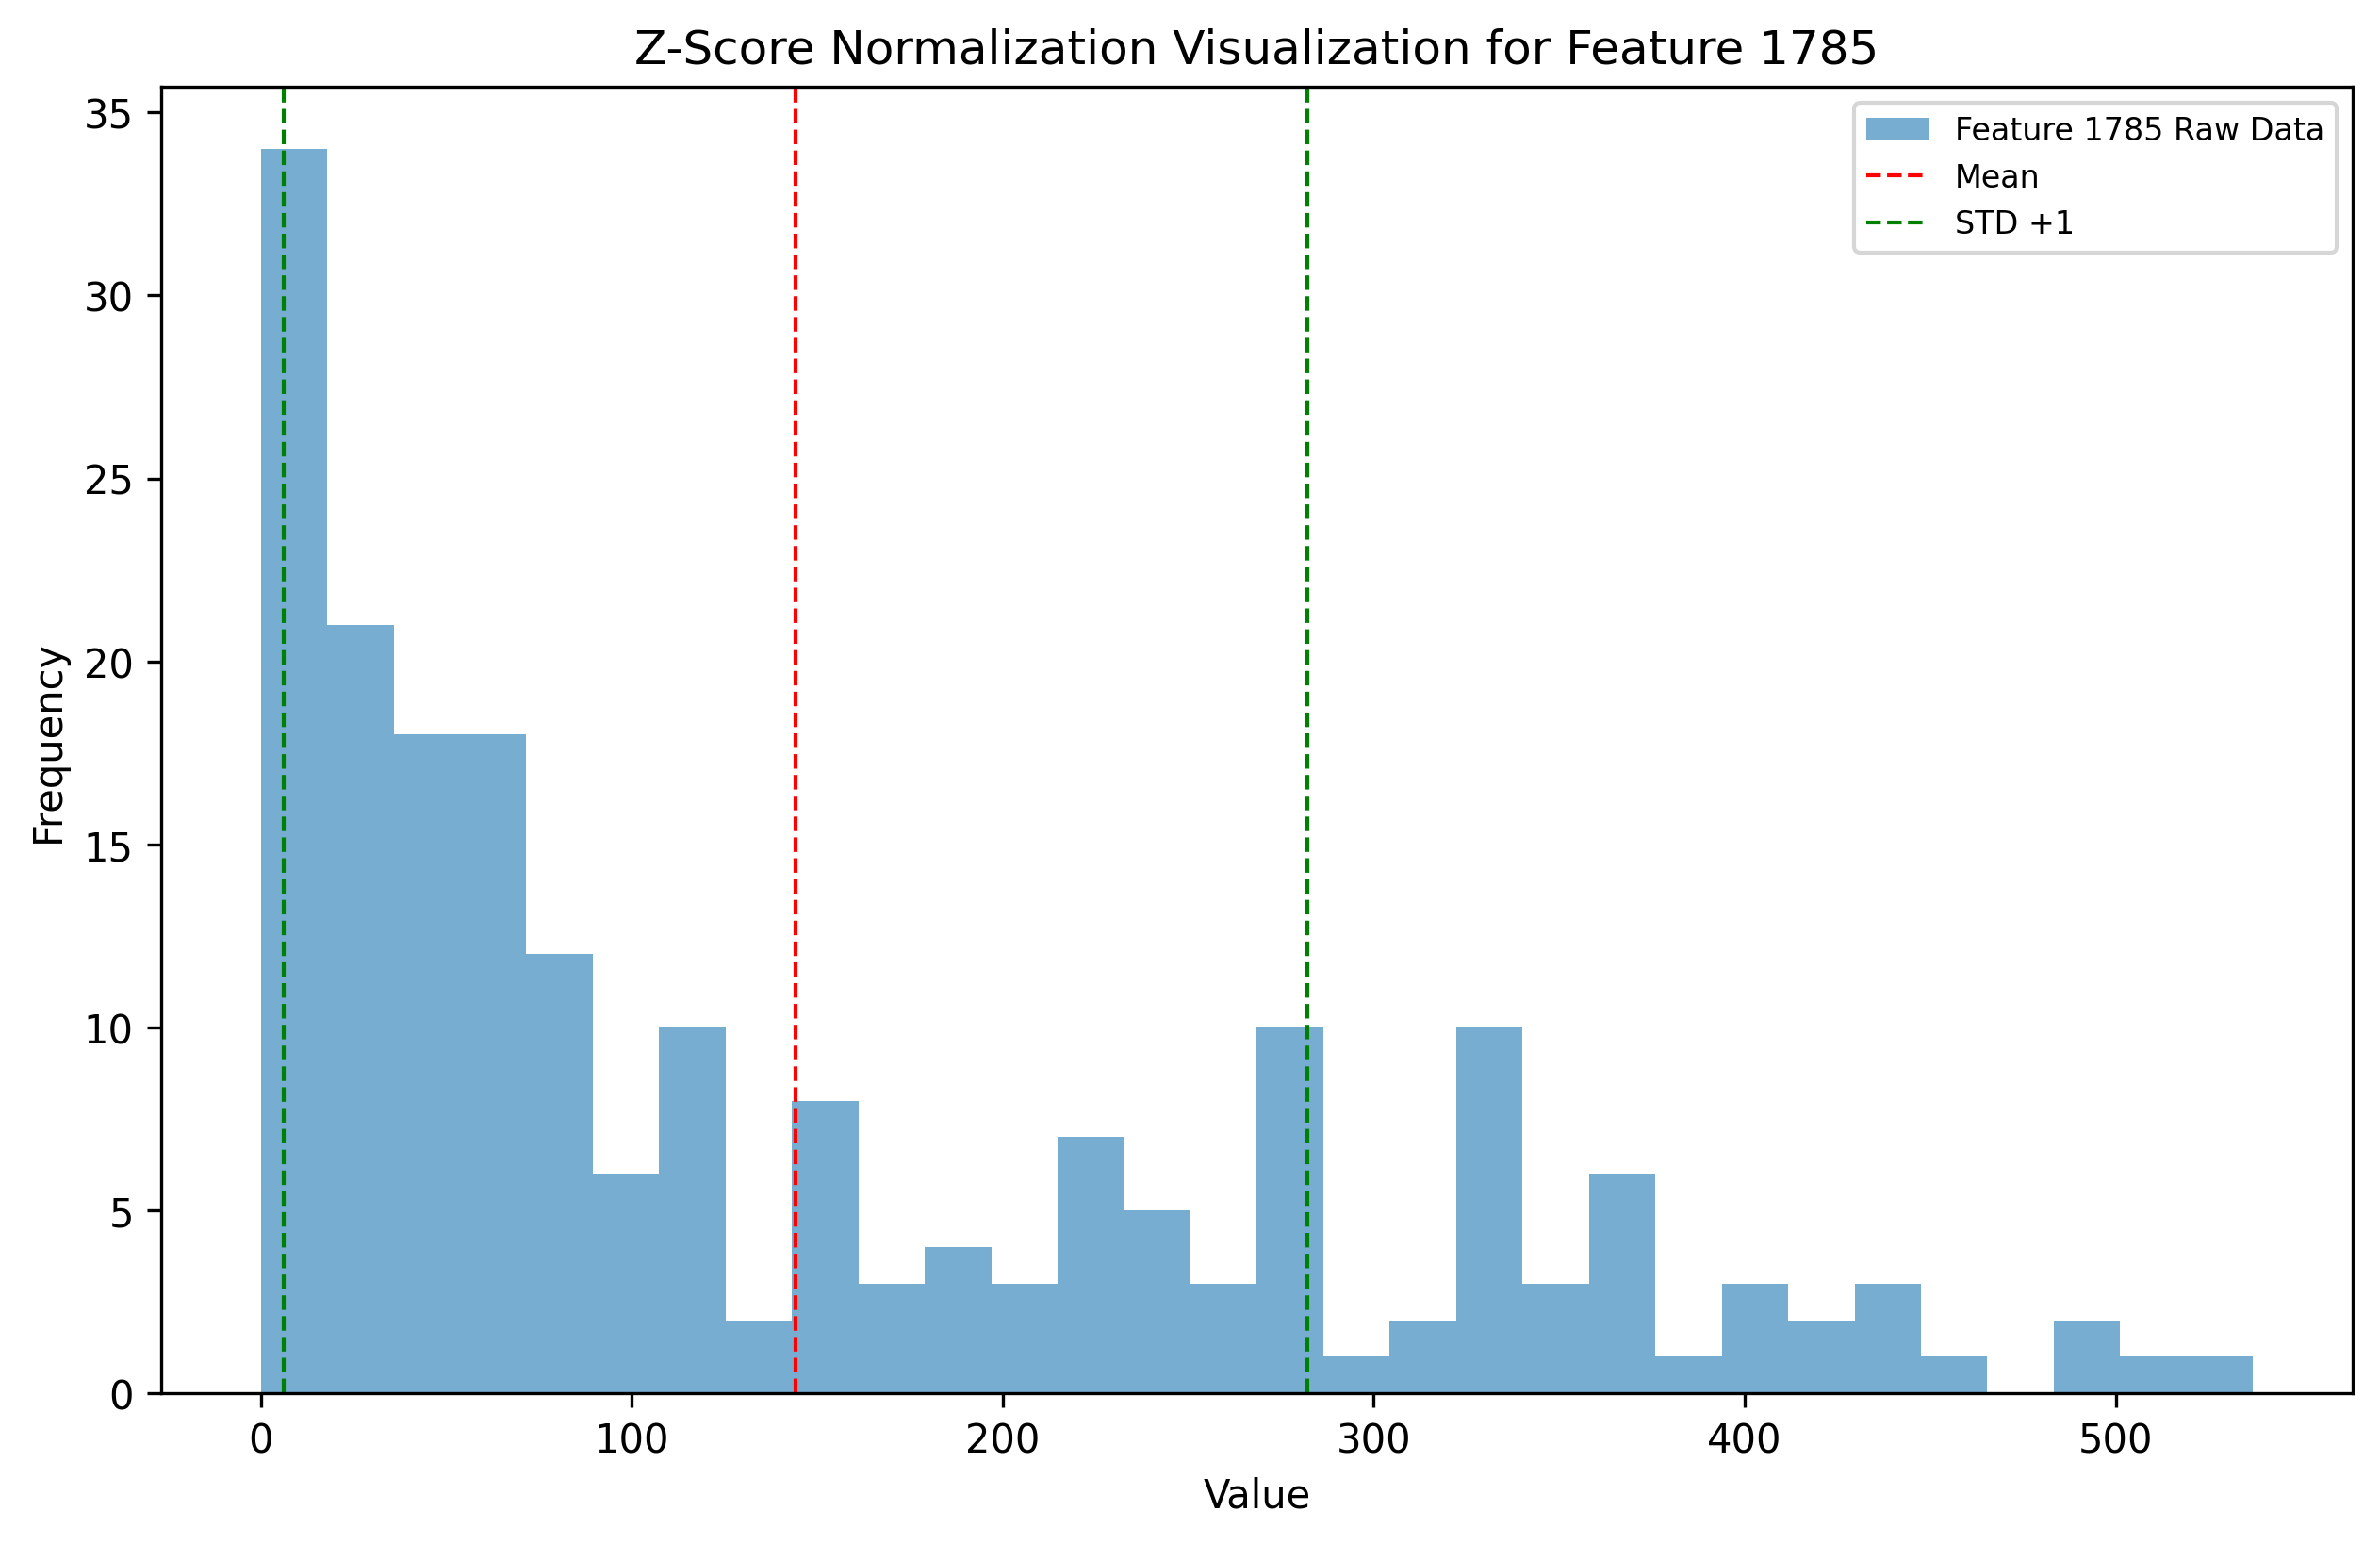 Z-Score Normalization Visualization for Feature 1785
Feature 1785 Raw Data
Mean
STD +1
35
30
25
20
15
10
5
0
Frequency
0 100 200 300 400 500
Value